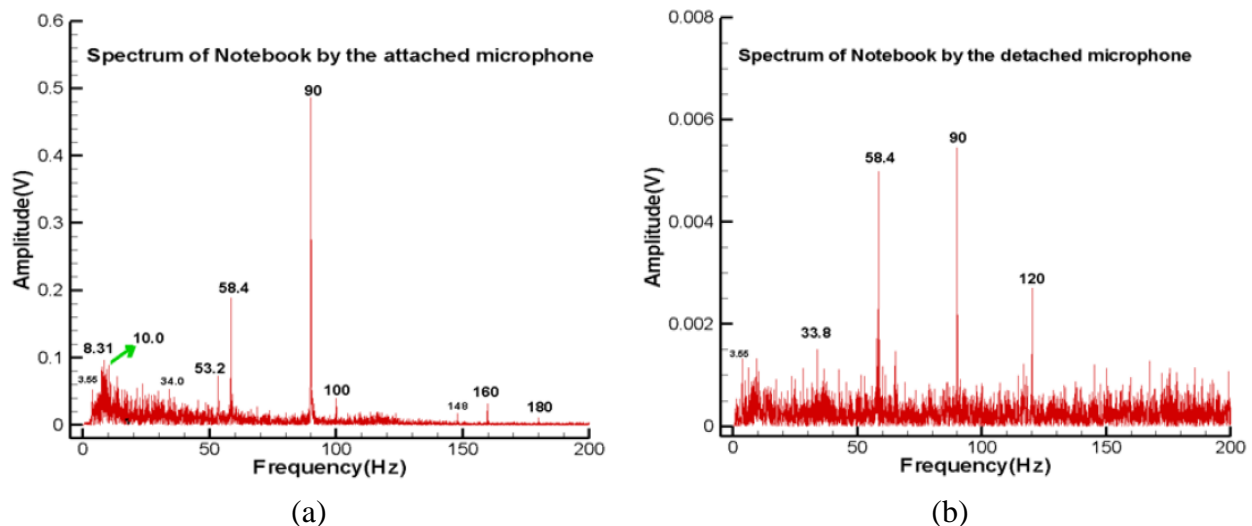 Spectrum of Notebook by the attached microphone
Amplitude(V)
0.6
0.5
0.4
0.3
0.2
0.1
0
3.55
8.31
10.0
34.0
53.2
58.4
90
100
148
160
180
0 50 100 150 200
Frequency(Hz)
(a)
Spectrum of Notebook by the detached microphone
Amplitude(V)
0.008
0.006
0.004
0.002
0
3.55
33.8
58.4
90
120
0 50 100 150 200
Frequency(Hz)
(b)